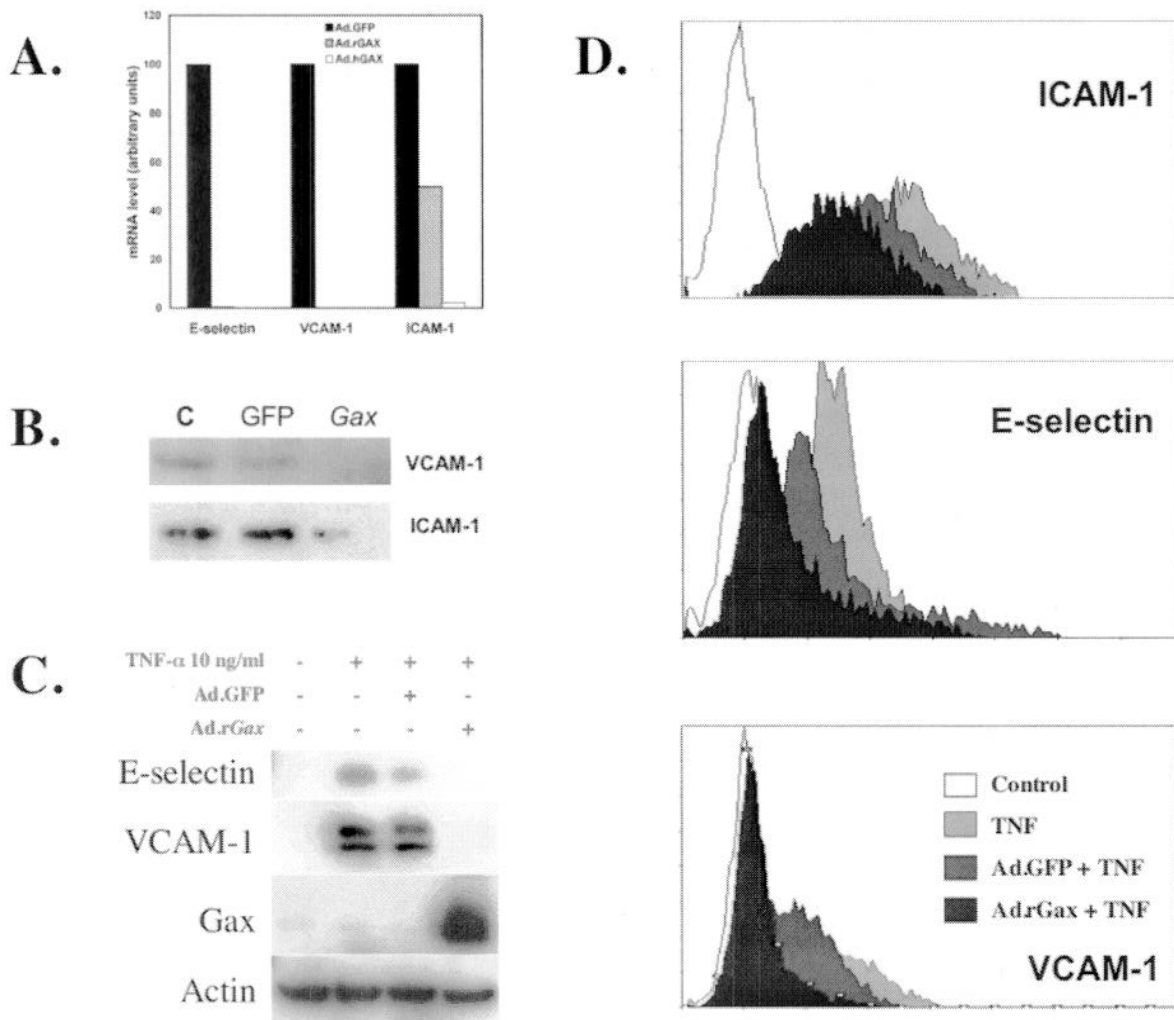 A.
120
100
80
60
40
20
0
mRNA level (arbitrary units)
Ad.GFP
Ad.rGAX
Ad.hGAX
E-selectin VCAM-1 ICAM-1
B.
C GFP Gax
VCAM-1
ICAM-1
C.
TNF-α 10 ng/ml - + + +
Ad.GFP - - + -
Ad.rGax - - - +
E-selectin
VCAM-1
Gax
Actin
D.
ICAM-1
E-selectin
Control
TNF
Ad.GFP + TNF
Ad.rGax + TNF
VCAM-1